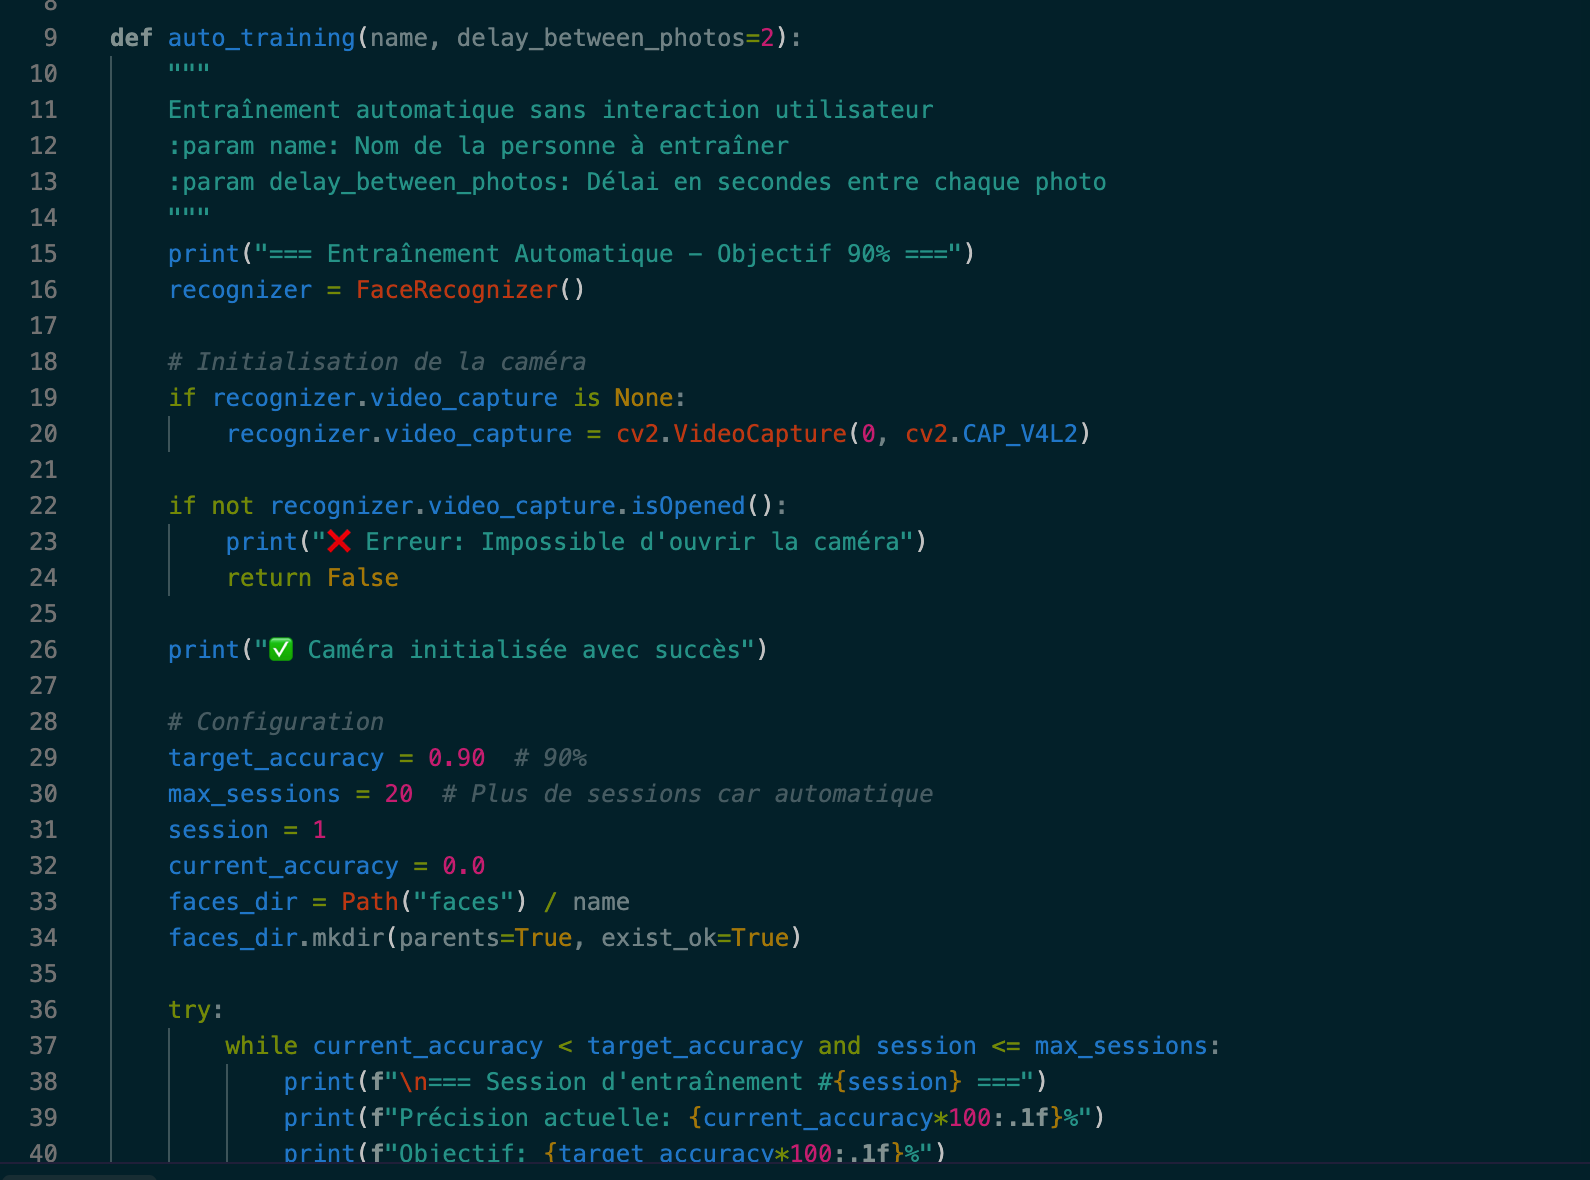 8
9 def auto_training(name, delay_between_photos=2):
10 """
11 Entraînement automatique sans interaction utilisateur
12 :param name: Nom de la personne à entraîner
13 :param delay_between_photos: Délai en secondes entre chaque photo
14 """
15 print("=== Entraînement Automatique - Objectif 90% ===")
16 recognizer = FaceRecognizer()
17
18 # Initialisation de la caméra
19 if recognizer.video_capture is None:
20 recognizer.video_capture = cv2.VideoCapture(0, cv2.CAP_V4L2)
21
22 if not recognizer.video_capture.isOpened():
23 print("❌ Erreur: Impossible d'ouvrir la caméra")
24 return False
25
26 print("✅ Caméra initialisée avec succès")
27
28 # Configuration
29 target_accuracy = 0.90  # 90%
30 max_sessions = 20  # Plus de sessions car automatique
31 session = 1
32 current_accuracy = 0.0
33 faces_dir = Path("faces") / name
34 faces_dir.mkdir(parents=True, exist_ok=True)
35
36 try:
37 while current_accuracy < target_accuracy and session <= max_sessions:
38 print(f"\n=== Session d'entraînement #{session} ===")
39 print(f"Précision actuelle: {current_accuracy*100:.1f}%")
40 print(f"Objectif: {target_accuracy*100:.1f}%")